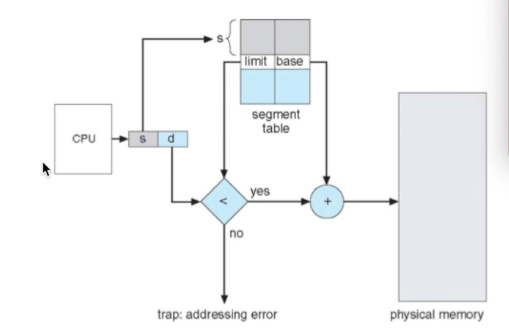 s
limit base
segment
table
CPU
s d
<
yes
+
no
trap: addressing error
physical memory